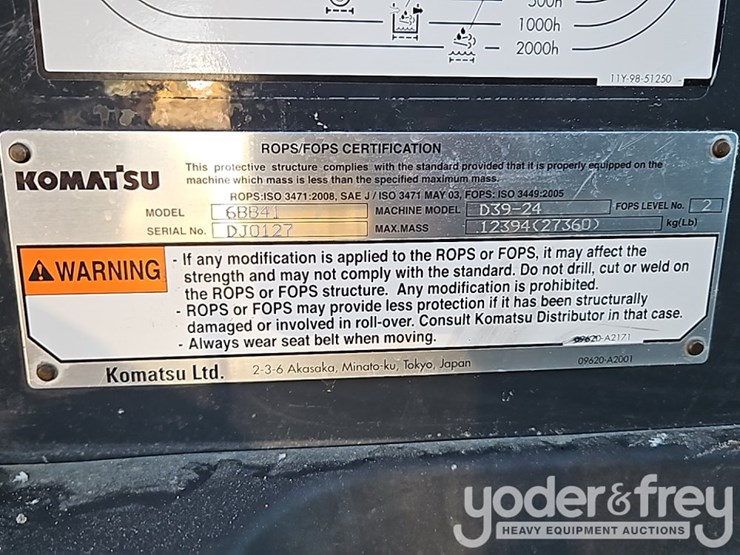 500h
1000h
2000h
11Y-98-51250
ROPS/FOPS CERTIFICATION
KOMATSU
This protective structure complies with the standard provided that it is properly equipped on the
machine which mass is less than the specified maximum mass.
ROPS:ISO 3471:2008, SAE J / ISO 3471 MAY 03, FOPS: ISO 3449:2005
MODEL 6BB41 MACHINE MODEL D39-24 FOPS LEVEL No. 2
SERIAL No. DJ0127 MAX.MASS 12394(27360) kg(Lb)
WARNING
- If any modification is applied to the ROPS or FOPS, it may affect the
strength and may not comply with the standard. Do not drill, cut or weld on
the ROPS or FOPS structure. Any modification is prohibited.
- ROPS or FOPS may provide less protection if it has been structurally
damaged or involved in roll-over. Consult Komatsu Distributor in that case.
- Always wear seat belt when moving.
09620-A2171
Komatsu Ltd. 2-3-6 Akasaka, Minato-ku, Tokyo, Japan 09620-A2001
yoder&frey
HEAVY EQUIPMENT AUCTIONS